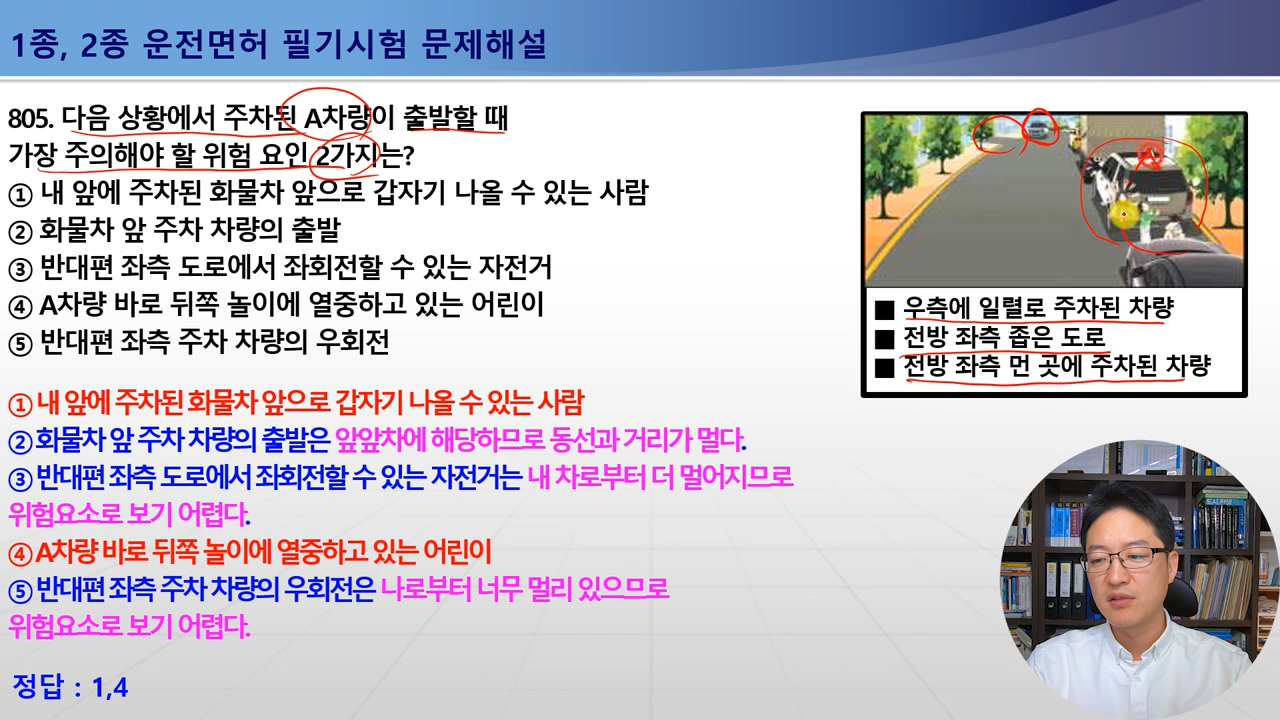 1종, 2종 운전면허 필기시험 문제해설
805. 다음 상황에서 주차된 A차량이 출발할 때
가장 주의해야 할 위험 요인 2가지는?
① 내 앞에 주차된 화물차 앞으로 갑자기 나올 수 있는 사람
② 화물차 앞 주차 차량의 출발
③ 반대편 좌측 도로에서 좌회전할 수 있는 자전거
④ A차량 바로 뒤쪽 놀이에 열중하고 있는 어린이
⑤ 반대편 좌측 주차 차량의 우회전
■ 우측에 일렬로 주차된 차량
■ 전방 좌측 좁은 도로
■ 전방 좌측 먼 곳에 주차된 차량
① 내 앞에 주차된 화물차 앞으로 갑자기 나올 수 있는 사람
② 화물차 앞 주차 차량의 출발은 앞앞차에 해당하므로 동선과 거리가 멀다.
③ 반대편 좌측 도로에서 좌회전할 수 있는 자전거는 내 차로부터 더 멀어지므로
위험요소로 보기 어렵다.
④ A차량 바로 뒤쪽 놀이에 열중하고 있는 어린이
⑤ 반대편 좌측 주차 차량의 우회전은 나로부터 너무 멀리 있으므로
위험요소로 보기 어렵다.
정답 : 1,4